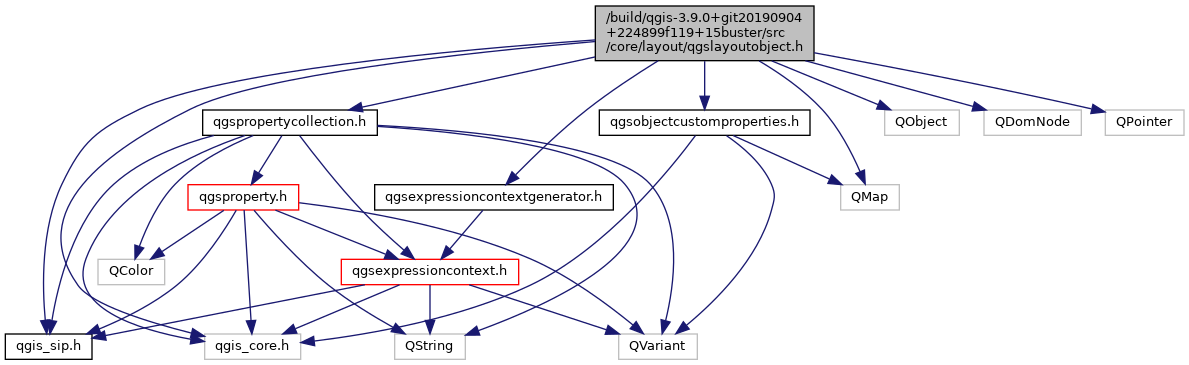 /build/qgis-3.9.0+git20190904
+224899f119+15buster/src
/core/layout/qgslayoutobject.h
qgspropertycollection.h
qgsobjectcustomproperties.h
QObject
QDomNode
QPointer
qgsproperty.h
qgsexpressioncontextgenerator.h
QMap
QColor
qgsexpressioncontext.h
qgis_sip.h
qgis_core.h
QString
QVariant